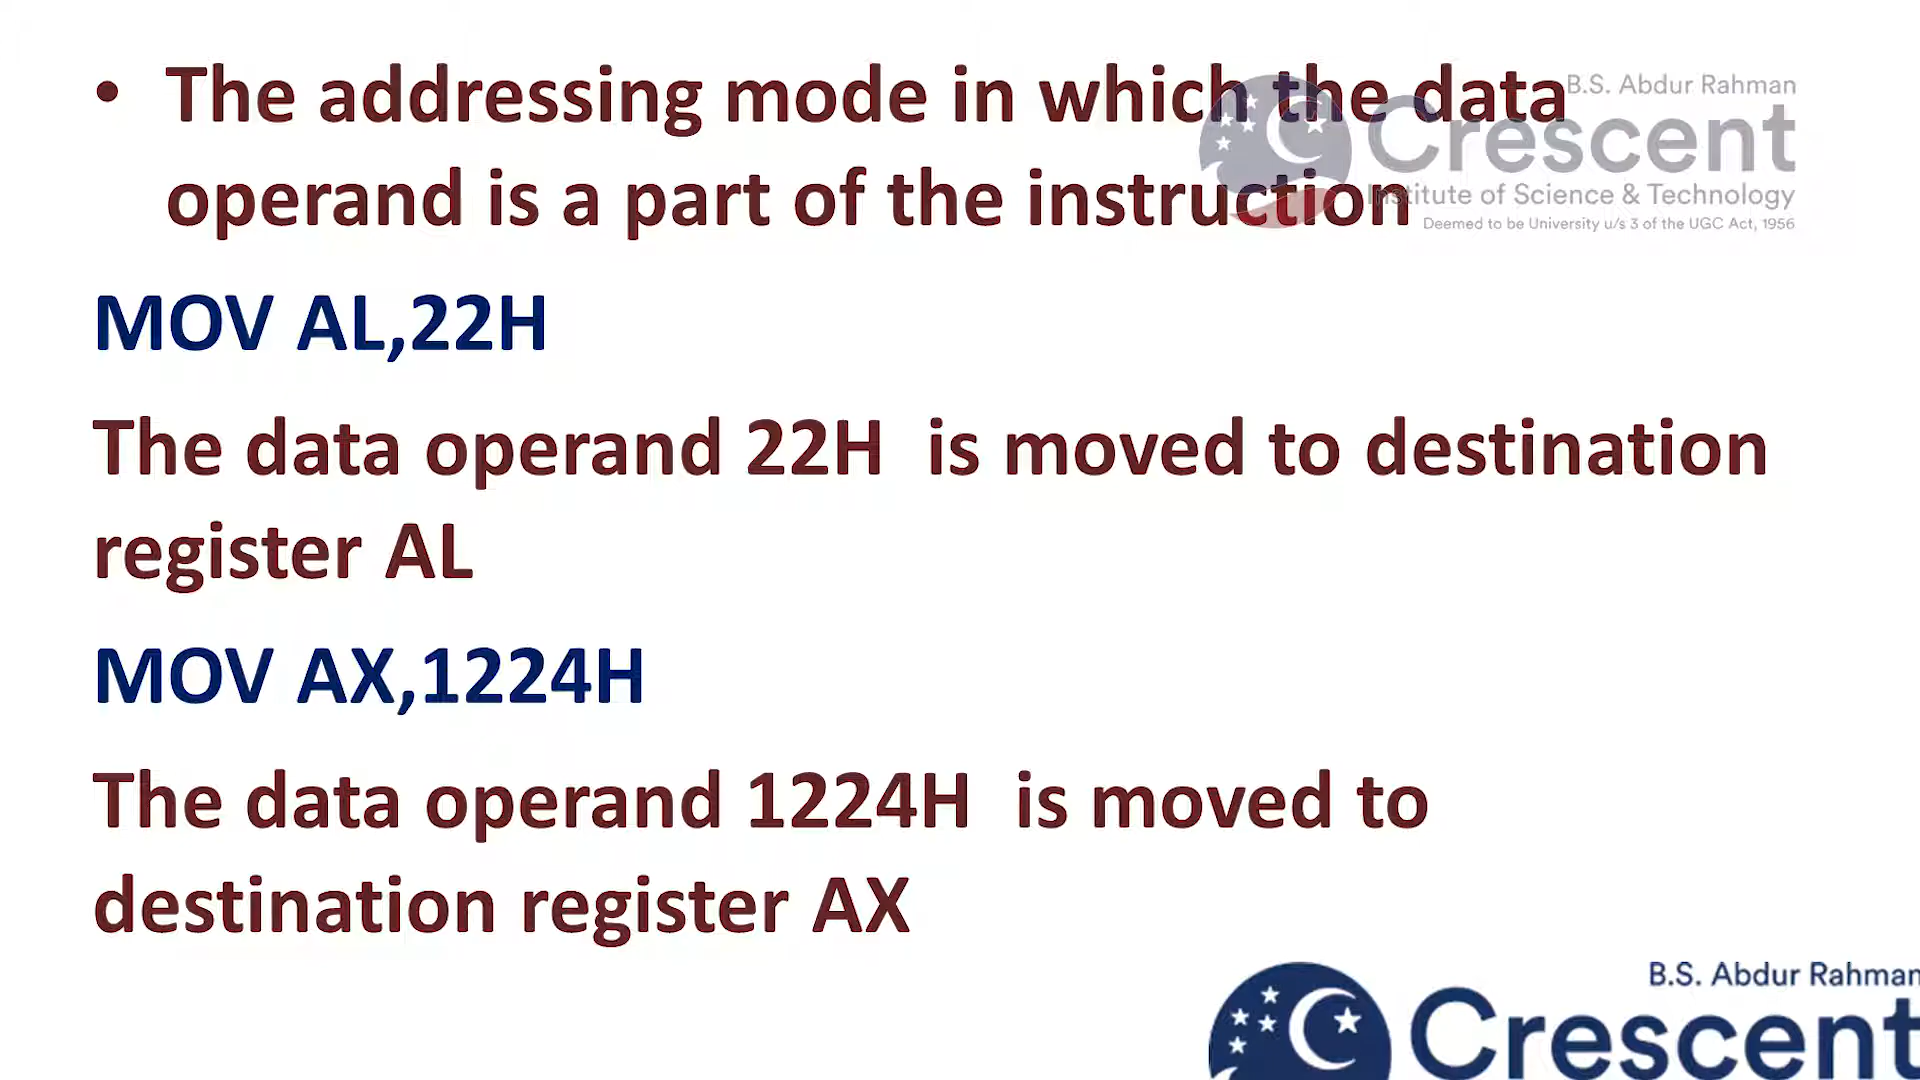 • The addressing mode in which the data
operand is a part of the instruction
B.S. Abdur Rahman
Crescent
Institute of Science & Technology
Deemed to be University u/s 3 of the UGC Act, 1956
MOV AL,22H
The data operand 22H is moved to destination
register AL
MOV AX,1224H
The data operand 1224H is moved to
destination register AX
B.S. Abdur Rahman
Crescent